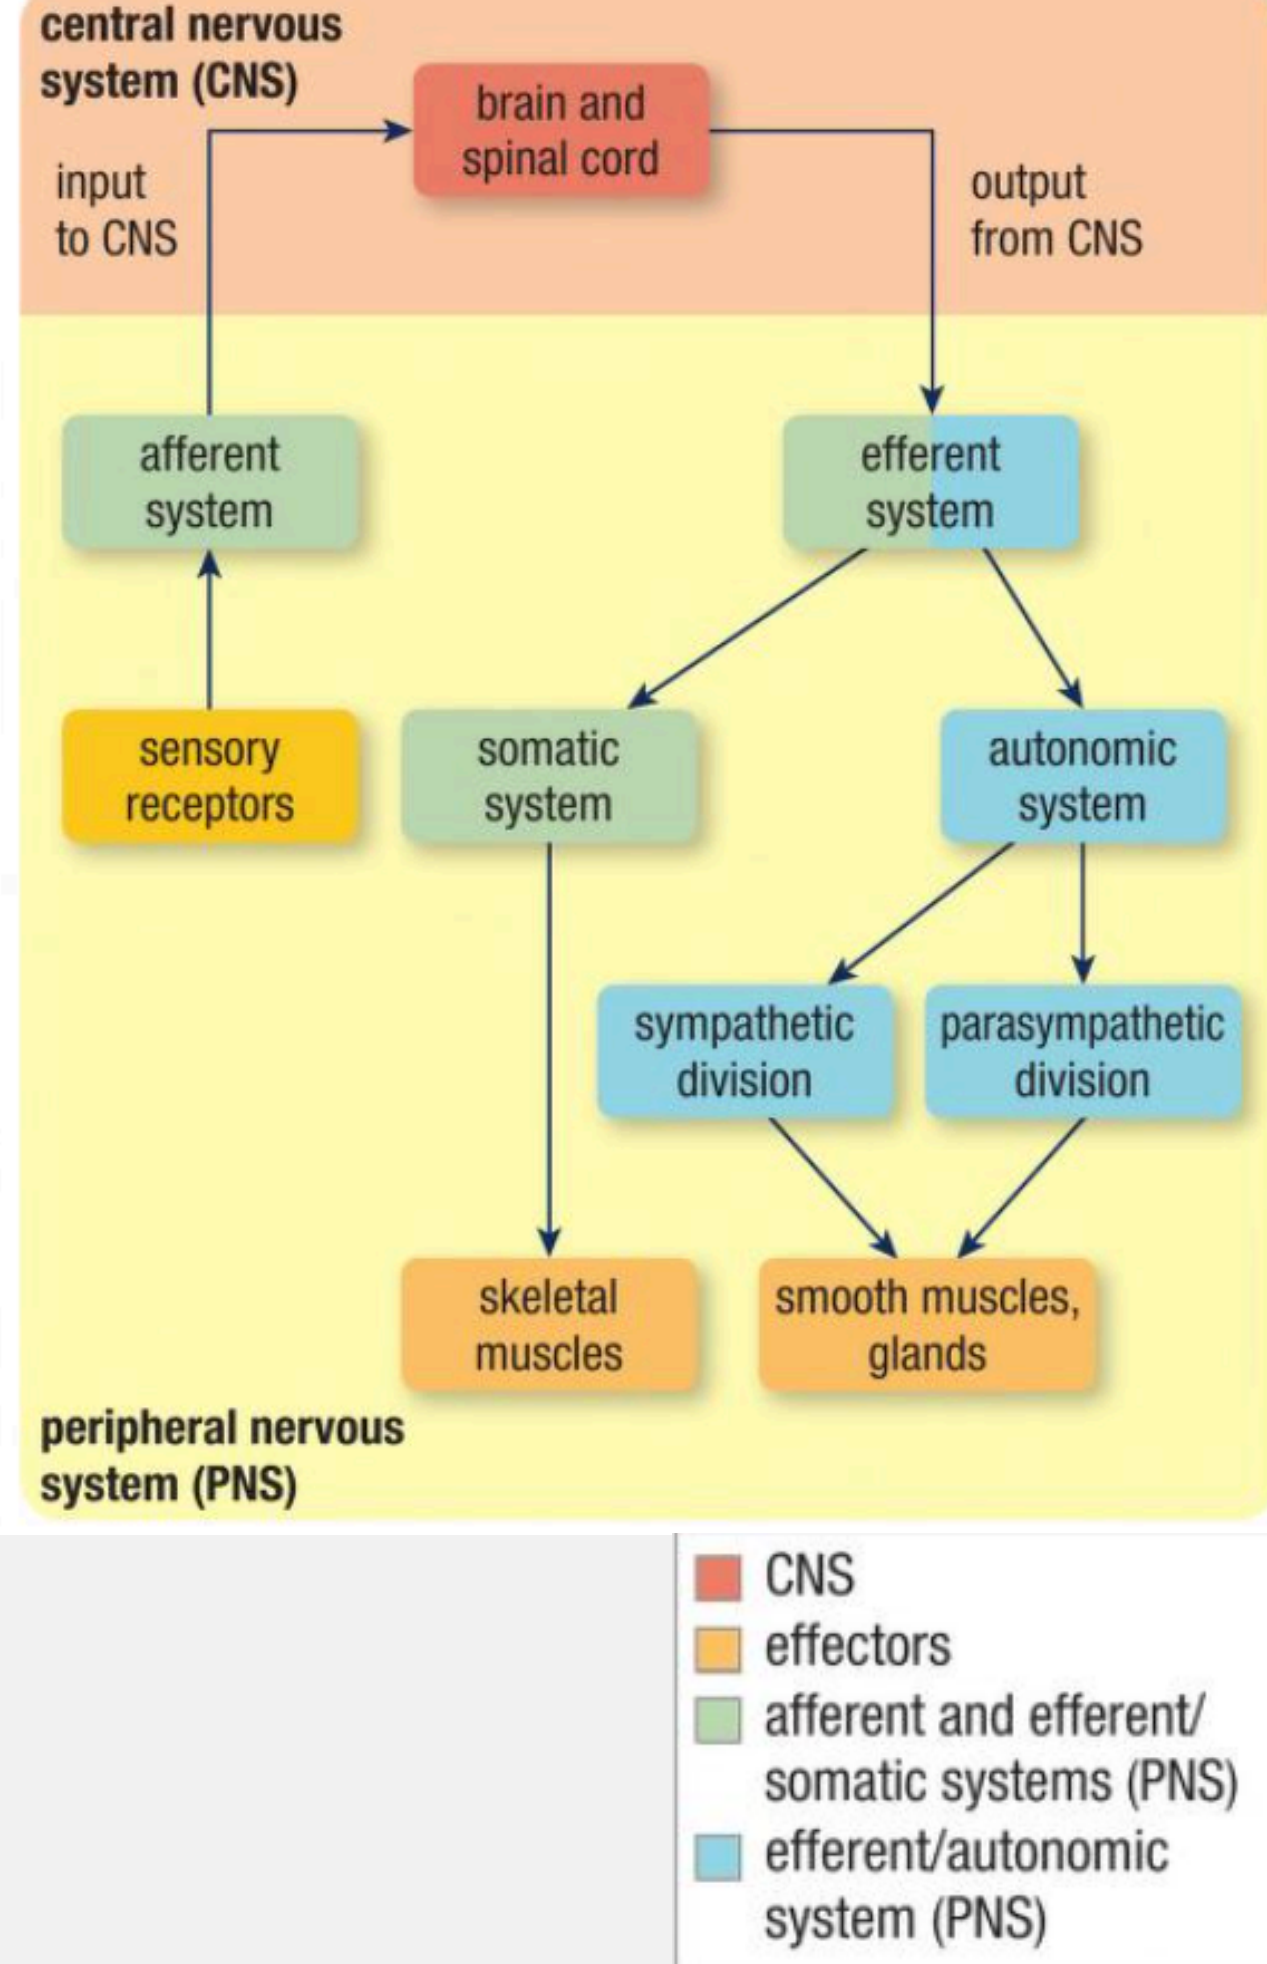 central nervous
system (CNS)
brain and
spinal cord
input
to CNS
output
from CNS
afferent
system
efferent
system
sensory
receptors
somatic
system
autonomic
system
sympathetic
division
parasympathetic
division
skeletal
muscles
smooth muscles,
glands
peripheral nervous
system (PNS)
CNS
effectors
afferent and efferent/
somatic systems (PNS)
efferent/autonomic
system (PNS)